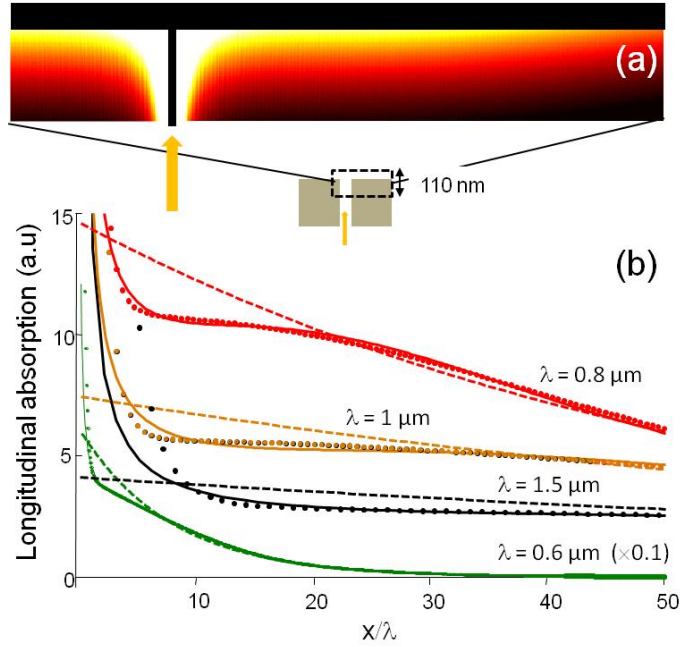 (a)
110 nm
(b)
Longitudinal absorption (a.u)
15
10
5
0
λ = 0.8 μm
λ = 1 μm
λ = 1.5 μm
λ = 0.6 μm (×0.1)
10
20
30
40
50
x/λ